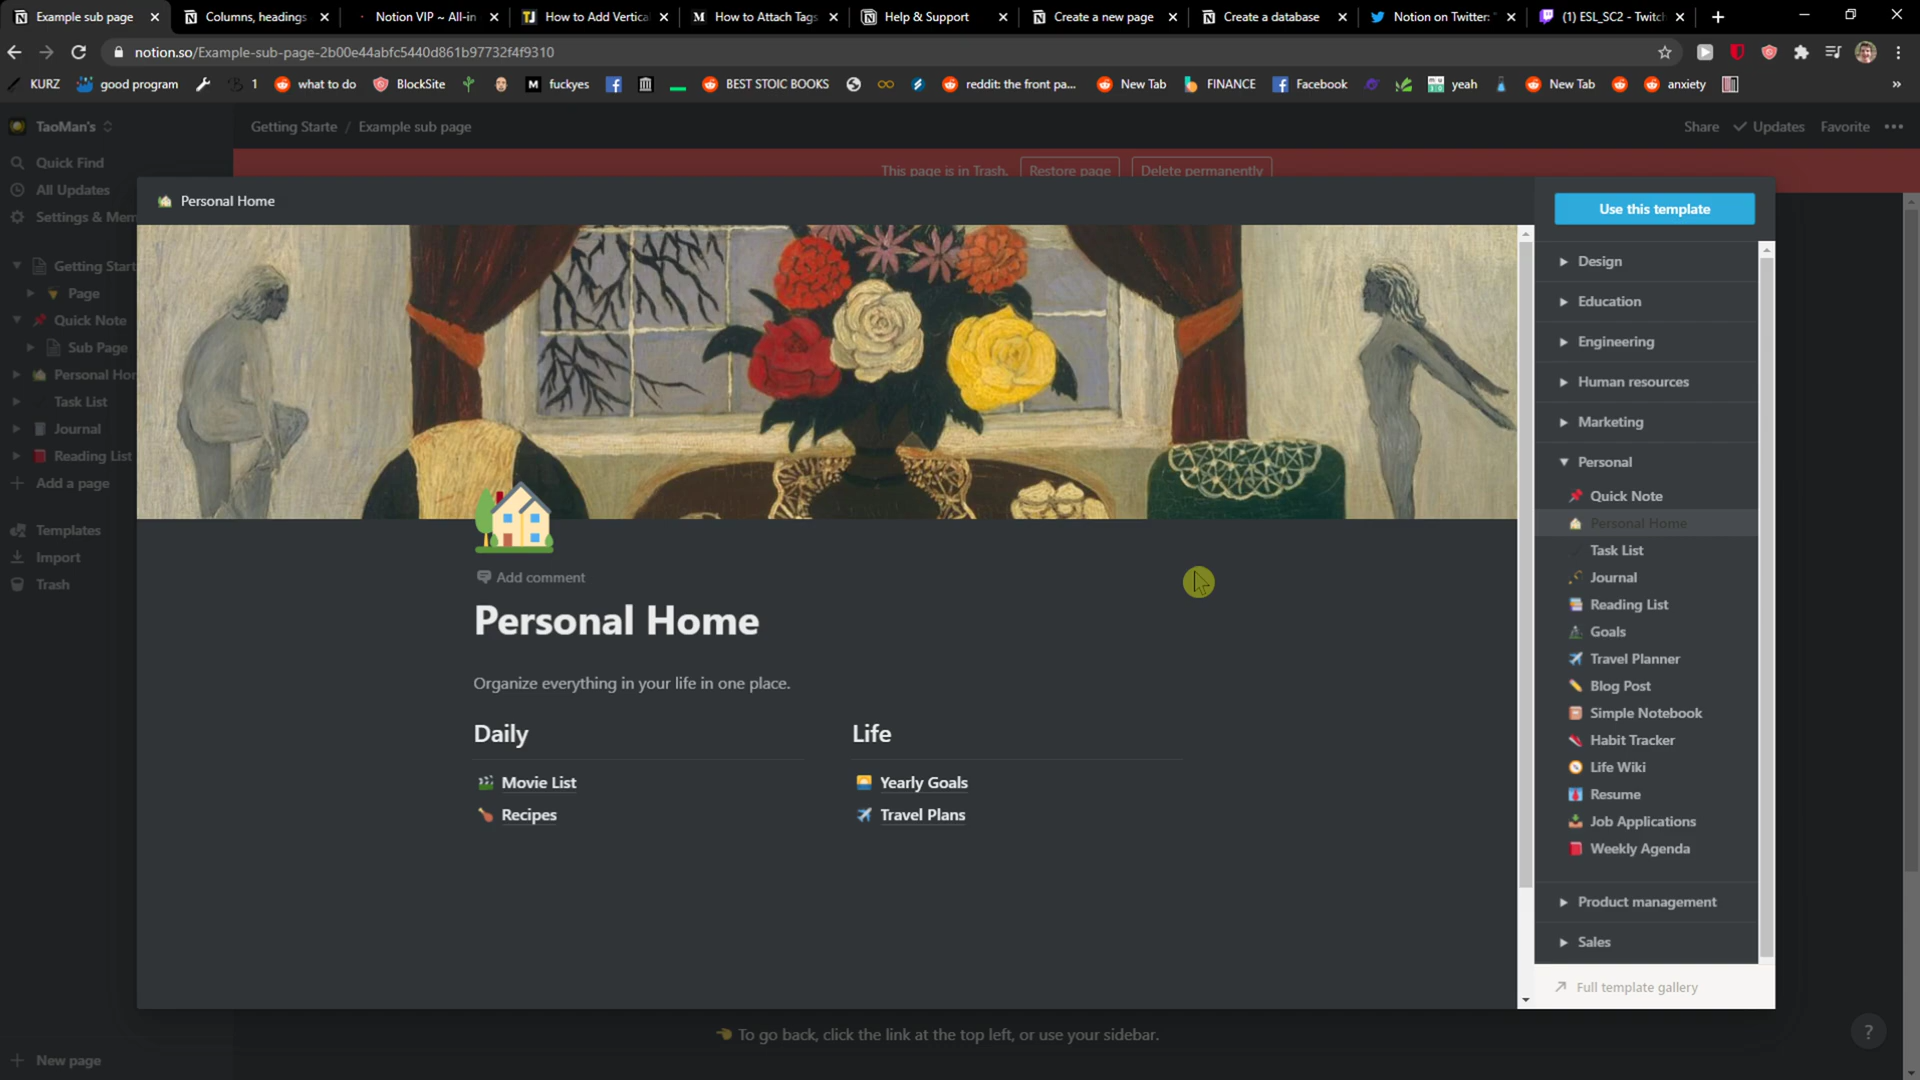 Example sub page
Columns, headings
Notion VIP ~ All-in
How to Add Vertica
How to Attach Tags
Help & Support
Create a new page
Create a database
Notion on Twitter: "
(1) ESL_SC2 - Twitch
notion.so/Example-sub-page-2b00e44abfc5440d861b97732f4f9310
KURZ
good program
1
what to do
BlockSite
fuckyes
BEST STOIC BOOKS
reddit: the front pa...
New Tab
FINANCE
Facebook
yeah
New Tab
anxiety
»
TaoMan's
Getting Starte / Example sub page
Share
Updates
Favorite
Quick Find
All Updates
Settings & Mem
This page is in Trash.
Restore page
Delete permanently
Getting Start
Page
Quick Note
Sub Page
Personal Hor
Task List
Journal
Reading List
Add a page
Templates
Import
Trash
New page
Personal Home
Add comment
Personal Home
Organize everything in your life in one place.
Daily
Movie List
Recipes
Life
Yearly Goals
Travel Plans
Use this template
Design
Education
Engineering
Human resources
Marketing
Personal
Quick Note
Personal Home
Task List
Journal
Reading List
Goals
Travel Planner
Blog Post
Simple Notebook
Habit Tracker
Life Wiki
Resume
Job Applications
Weekly Agenda
Product management
Sales
Full template gallery
To go back, click the link at the top left, or use your sidebar.
?